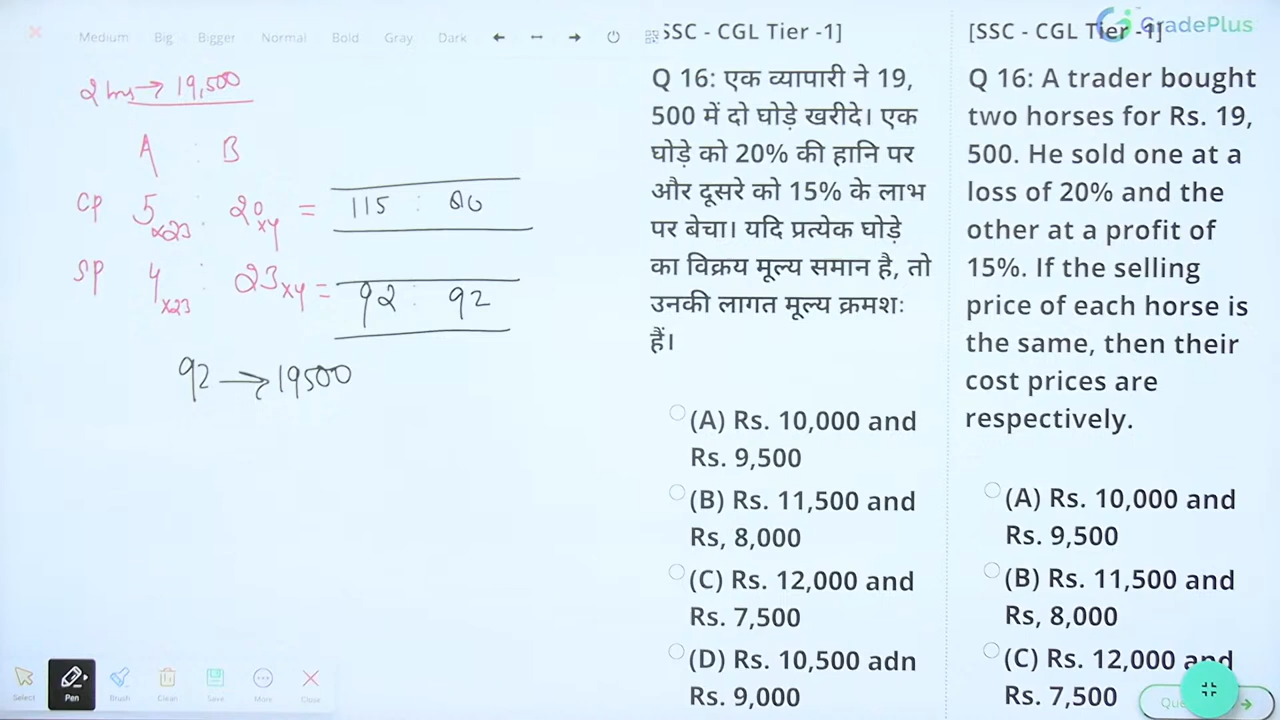 Medium Big Bigger Normal Bold Gray Dark
2 hrs → 19,500
A : B
CP 5 x23 : 20 xy = 115 : 80
SP 4 x23 : 23 xy = 92 : 92
92 → 19500
Select Pen Brush Clean Save More Close
SSC - CGL Tier -1]
Q 16: एक व्यापारी ने 19,
500 में दो घोड़े खरीदे। एक
घोड़े को 20% की हानि पर
और दूसरे को 15% के लाभ
पर बेचा। यदि प्रत्येक घोड़े
का विक्रय मूल्य समान है, तो
उनकी लागत मूल्य क्रमशः
हैं।
(A) Rs. 10,000 and
Rs. 9,500
(B) Rs. 11,500 and
Rs, 8,000
(C) Rs. 12,000 and
Rs. 7,500
(D) Rs. 10,500 adn
Rs. 9,000
GradePlus
[SSC - CGL Tier -1]
Q 16: A trader bought
two horses for Rs. 19,
500. He sold one at a
loss of 20% and the
other at a profit of
15%. If the selling
price of each horse is
the same, then their
cost prices are
respectively.
(A) Rs. 10,000 and
Rs. 9,500
(B) Rs. 11,500 and
Rs, 8,000
(C) Rs. 12,000 and
Rs. 7,500